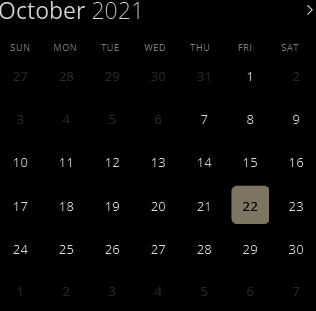 October 2021
SUN MON TUE WED THU FRI SAT
27 28 29 30 31 1 2
3 4 5 6 7 8 9
10 11 12 13 14 15 16
17 18 19 20 21 22 23
24 25 26 27 28 29 30
1 2 3 4 5 6 7